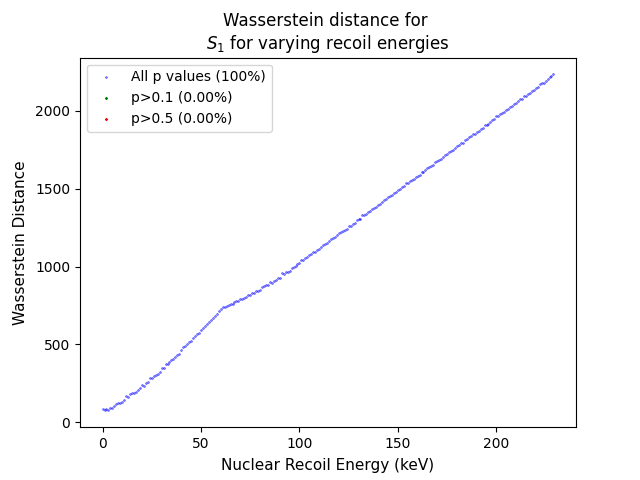 Wasserstein distance for
$S_1$ for varying recoil energies
All p values (100%)
p>0.1 (0.00%)
p>0.5 (0.00%)
Wasserstein Distance
2000
1500
1000
500
0
0 50 100 150 200
Nuclear Recoil Energy (keV)